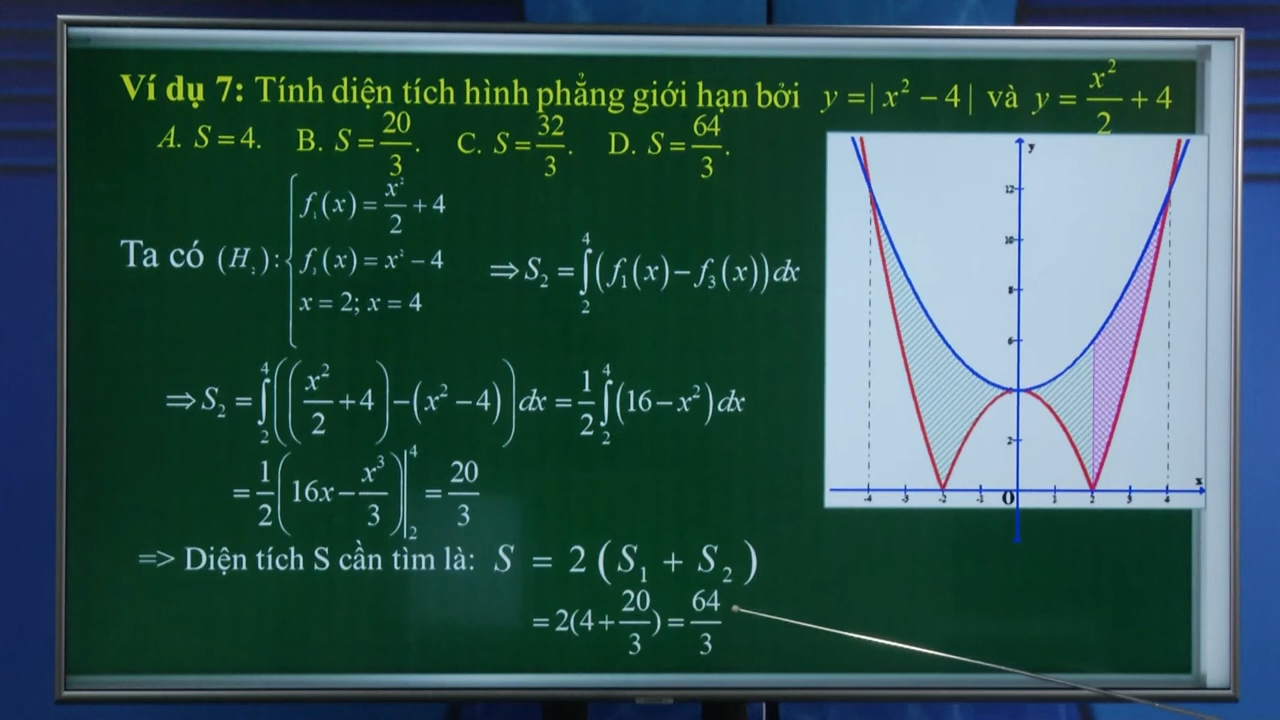 Ví dụ 7: Tính diện tích hình phẳng giới hạn bởi y = | x² − 4 | và y = x²/2 + 4
A. S = 4. B. S = 20/3. C. S = 32/3. D. S = 64/3.
Ta có (H₂): { f₁(x) = x²/2 + 4
f₃(x) = x² − 4
x = 2; x = 4
⇒ S₂ = ∫₂⁴ (f₁(x) − f₃(x)) dx
⇒ S₂ = ∫₂⁴ ((x²/2 + 4) − (x² − 4)) dx = 1/2 ∫₂⁴ (16 − x²) dx
= 1/2 (16x − x³/3) |₂⁴ = 20/3
=> Diện tích S cần tìm là: S = 2 (S₁ + S₂)
= 2(4 + 20/3) = 64/3
y
12
10
8
6
2
x
-4 -3 -2 -1 O 1 2 3 4